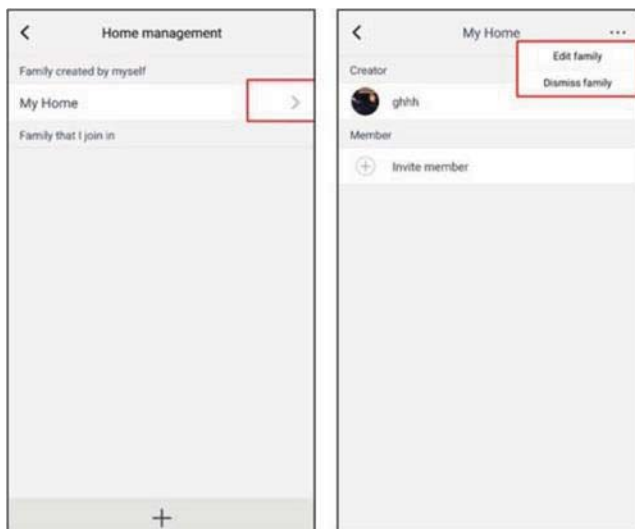 Home management
Family created by myself
My Home
Family that I join in
My Home
Edit family
Dismiss family
Creator
ghhh
Member
Invite member